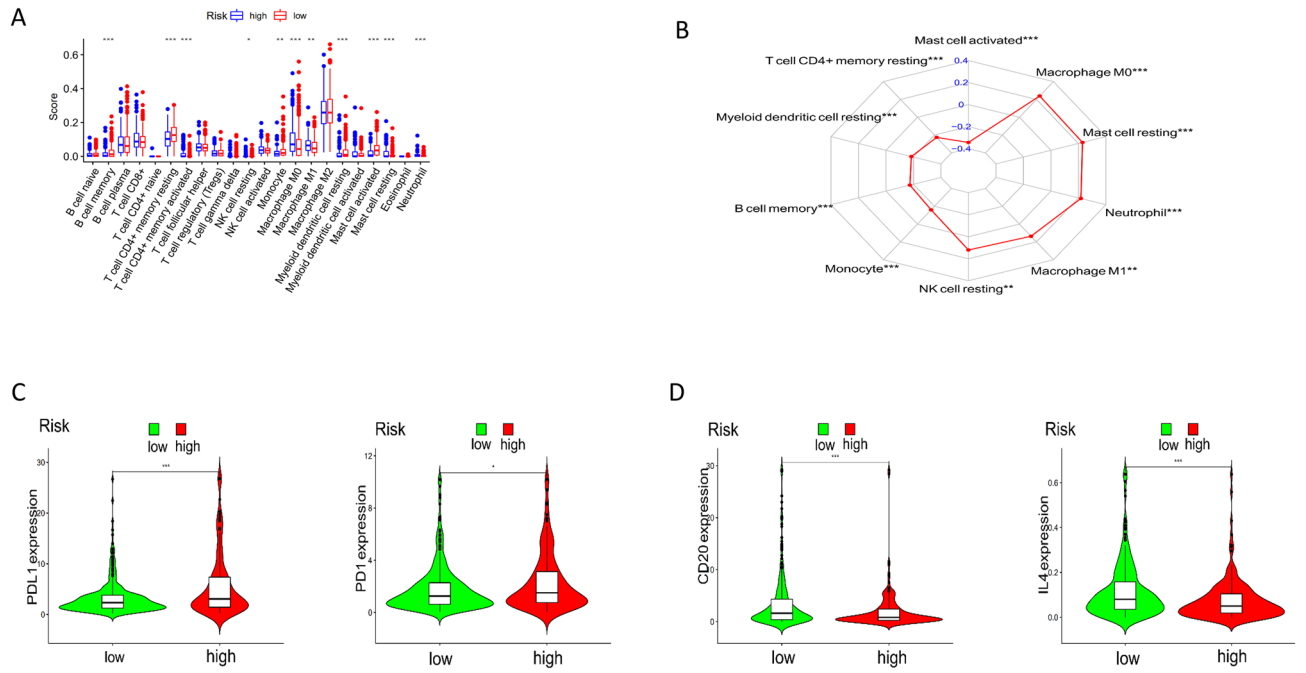 A
Risk high low
*** *** *** * ** *** ** *** *** *** ***
Score
0.6
0.4
0.2
0.0
B cell naive
B cell memory
B cell plasma
T cell CD8+
T cell CD4+ naive
T cell CD4+ memory resting
T cell CD4+ memory activated
T cell follicular helper
T cell regulatory (Tregs)
T cell gamma delta
NK cell resting
NK cell activated
Monocyte
Macrophage M0
Macrophage M1
Macrophage M2
Myeloid dendritic cell resting
Myeloid dendritic cell activated
Mast cell activated
Mast cell resting
Eosinophil
Neutrophil
B
Mast cell activated***
T cell CD4+ memory resting***
Macrophage M0***
Myeloid dendritic cell resting***
Mast cell resting***
B cell memory***
Neutrophil***
Monocyte***
Macrophage M1**
NK cell resting**
0.4
0.2
0
−0.2
−0.4
C
Risk
low high
***
PDL1 expression
30
20
10
0
low high
Risk
low high
*
PD1 expression
12
8
4
0
low high
D
Risk
low high
***
CD20 expression
30
20
10
0
low high
Risk
low high
***
IL4 expression
0.6
0.4
0.2
0.0
low high